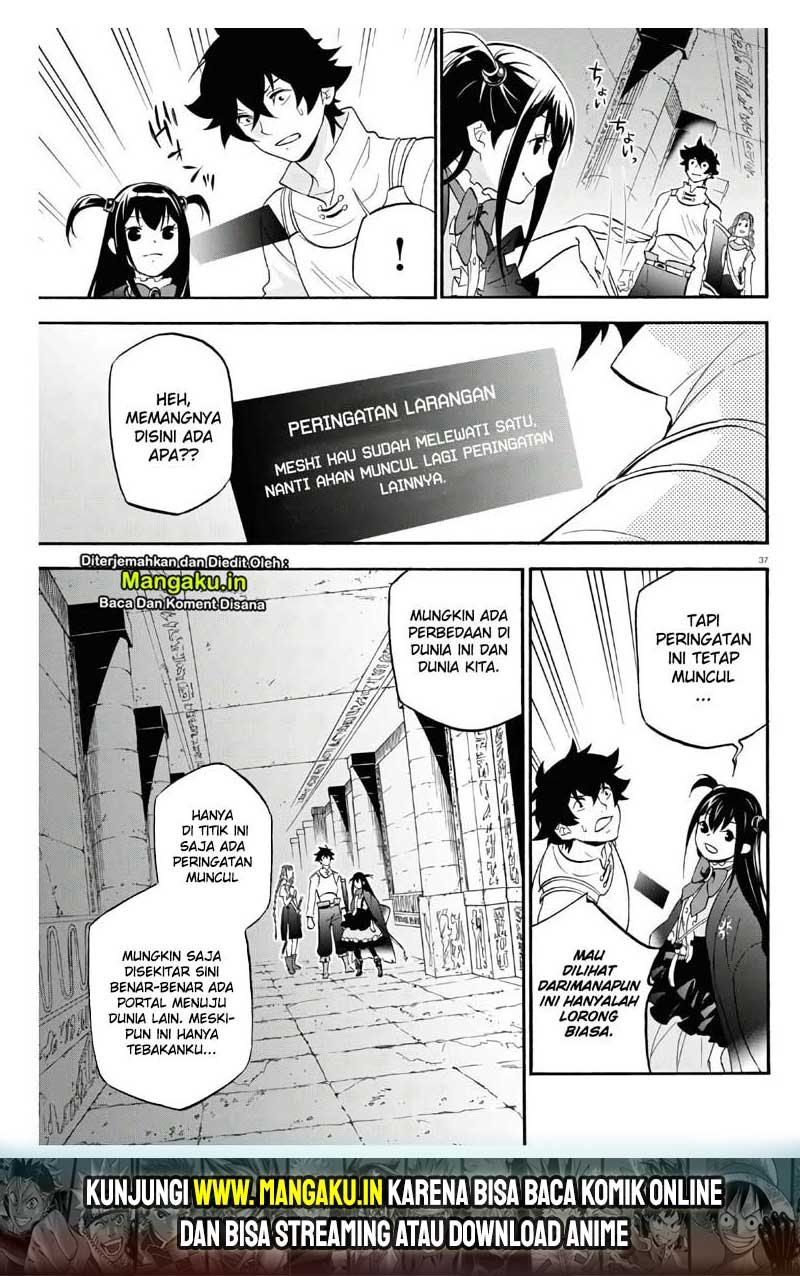 ちょい
ちょいっ
!
PERINGATAN LARANGAN
MESHI HAU SUDAH MELEWATI SATU,
NANTI AHAN MUNCUL LAGI PERINGATAN
LAINNYA.
HEH,
MEMANGNYA
DISINI ADA
APA??
37
Diterjemahkan dan Diedit Oleh :
Mangaku.in
Baca Dan Koment Disana
TAPI
PERINGATAN
INI TETAP
MUNCUL
...
MAU
DILIHAT
DARIMANAPUN
INI HANYALAH
LORONG
BIASA.
MUNGKIN ADA
PERBEDAAN DI
DUNIA INI DAN
DUNIA KITA.
HANYA
DI TITIK INI
SAJA ADA
PERINGATAN
MUNCUL
MUNGKIN SAJA
DISEKITAR SINI
BENAR-BENAR ADA
PORTAL MENUJU
DUNIA LAIN. MESKI-
PUN INI HANYA
TEBAKANKU...
KUNJUNGI WWW. MANGAKU.IN KARENA BISA BACA KOMIK ONLINE
DAN BISA STREAMING ATAU DOWNLOAD ANIME